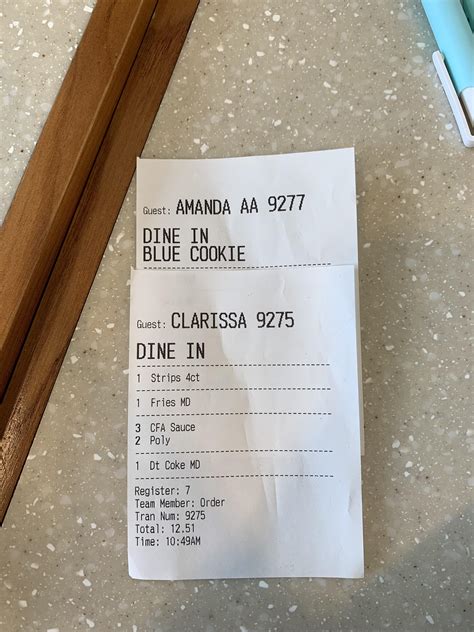 Guest: AMANDA AA 9277
DINE IN
BLUE COOKIE
Guest: CLARISSA 9275
DINE IN
1 Strips 4ct
1 Fries MD
3 CFA Sauce
2 Poly
1 Dt Coke MD
Register: 7
Team Member: Order
Tran Num: 9275
Total: 12.51
Time: 10:49AM